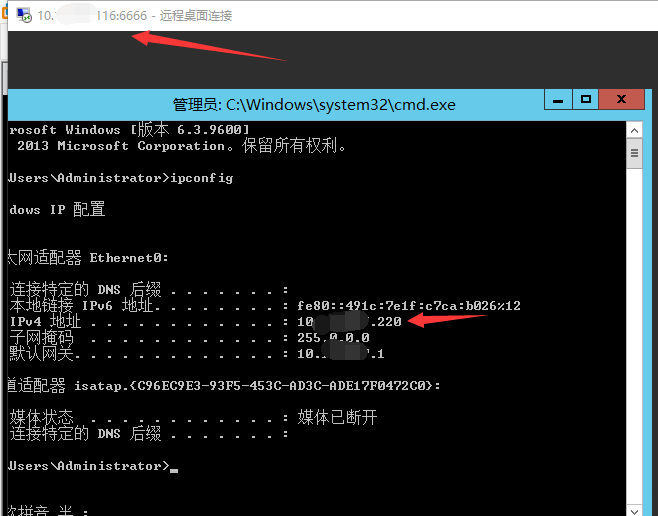 10. 116:6666 - 远程桌面连接
管理员: C:\Windows\system32\cmd.exe
rosoft Windows [版本 6.3.9600]
2013 Microsoft Corporation。保留所有权利。
Users\Administrator>ipconfig
dows IP 配置
太网适配器 Ethernet0:
连接特定的 DNS 后缀 . . . . . . . :
本地链接 IPv6 地址. . . . . . . . : fe80::491c:7e1f:c7ca:b026%12
IPv4 地址 . . . . . . . . . . . . : 10 .220
子网掩码 . . . . . . . . . . . . : 255.0.0.0
默认网关. . . . . . . . . . . . . : 10. .1
道适配器 isatap.{C96EC9E3-93F5-453C-AD3C-ADE17F0472C0}:
媒体状态 . . . . . . . . . . . . : 媒体已断开
连接特定的 DNS 后缀 . . . . . . . :
Users\Administrator>_
拼音 半 :